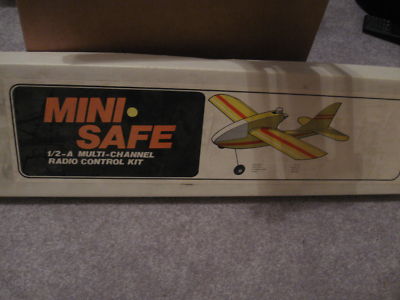 MINI•
SAFE
1/2-A MULTI-CHANNEL
RADIO CONTROL KIT